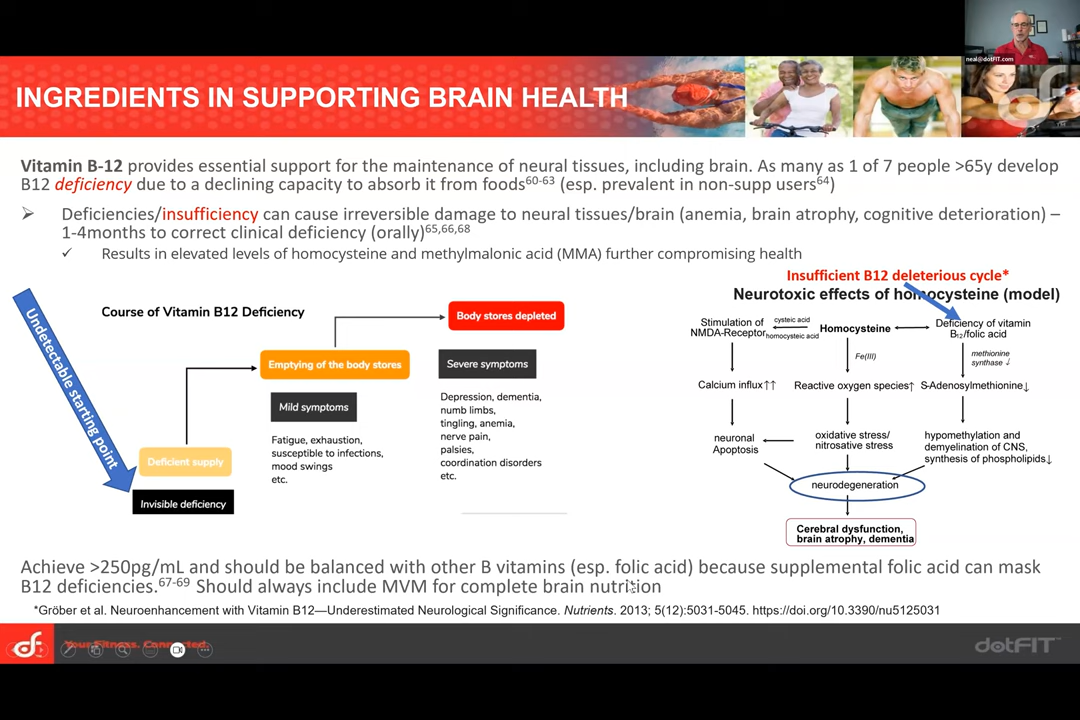 neal@dotFIT.com
INGREDIENTS IN SUPPORTING BRAIN HEALTH
Vitamin B-12 provides essential support for the maintenance of neural tissues, including brain. As many as 1 of 7 people >65y develop
B12 deficiency due to a declining capacity to absorb it from foods60-63 (esp. prevalent in non-supp users64)
➢ Deficiencies/insufficiency can cause irreversible damage to neural tissues/brain (anemia, brain atrophy, cognitive deterioration) –
1-4months to correct clinical deficiency (orally)65,66,68
✓ Results in elevated levels of homocysteine and methylmalonic acid (MMA) further compromising health
Undetectable starting point
Course of Vitamin B12 Deficiency
Body stores depleted
Emptying of the body stores
Severe symptoms
Mild symptoms
Depression, dementia,
numb limbs,
tingling, anemia,
nerve pain,
palsies,
coordination disorders
etc.
Fatigue, exhaustion,
susceptible to infections,
mood swings
etc.
Deficient supply
Invisible deficiency
Insufficient B12 deleterious cycle*
Neurotoxic effects of homocysteine (model)
Stimulation of
NMDA-Receptor
cysteic acid
homocysteic acid
Homocysteine
Deficiency of vitamin
B12/folic acid
Fe(III)
methionine
synthase ↓
Calcium influx↑↑
Reactive oxygen species↑
S-Adenosylmethionine↓
neuronal
Apoptosis
oxidative stress/
nitrosative stress
hypomethylation and
demyelination of CNS,
synthesis of phospholipids↓
neurodegeneration
Cerebral dysfunction,
brain atrophy, dementia
Achieve >250pg/mL and should be balanced with other B vitamins (esp. folic acid) because supplemental folic acid can mask
B12 deficiencies.67-69 Should always include MVM for complete brain nutrition
*Gröber et al. Neuroenhancement with Vitamin B12—Underestimated Neurological Significance. Nutrients. 2013; 5(12):5031-5045. https://doi.org/10.3390/nu5125031
Your Fitness. Connected.
dotFIT